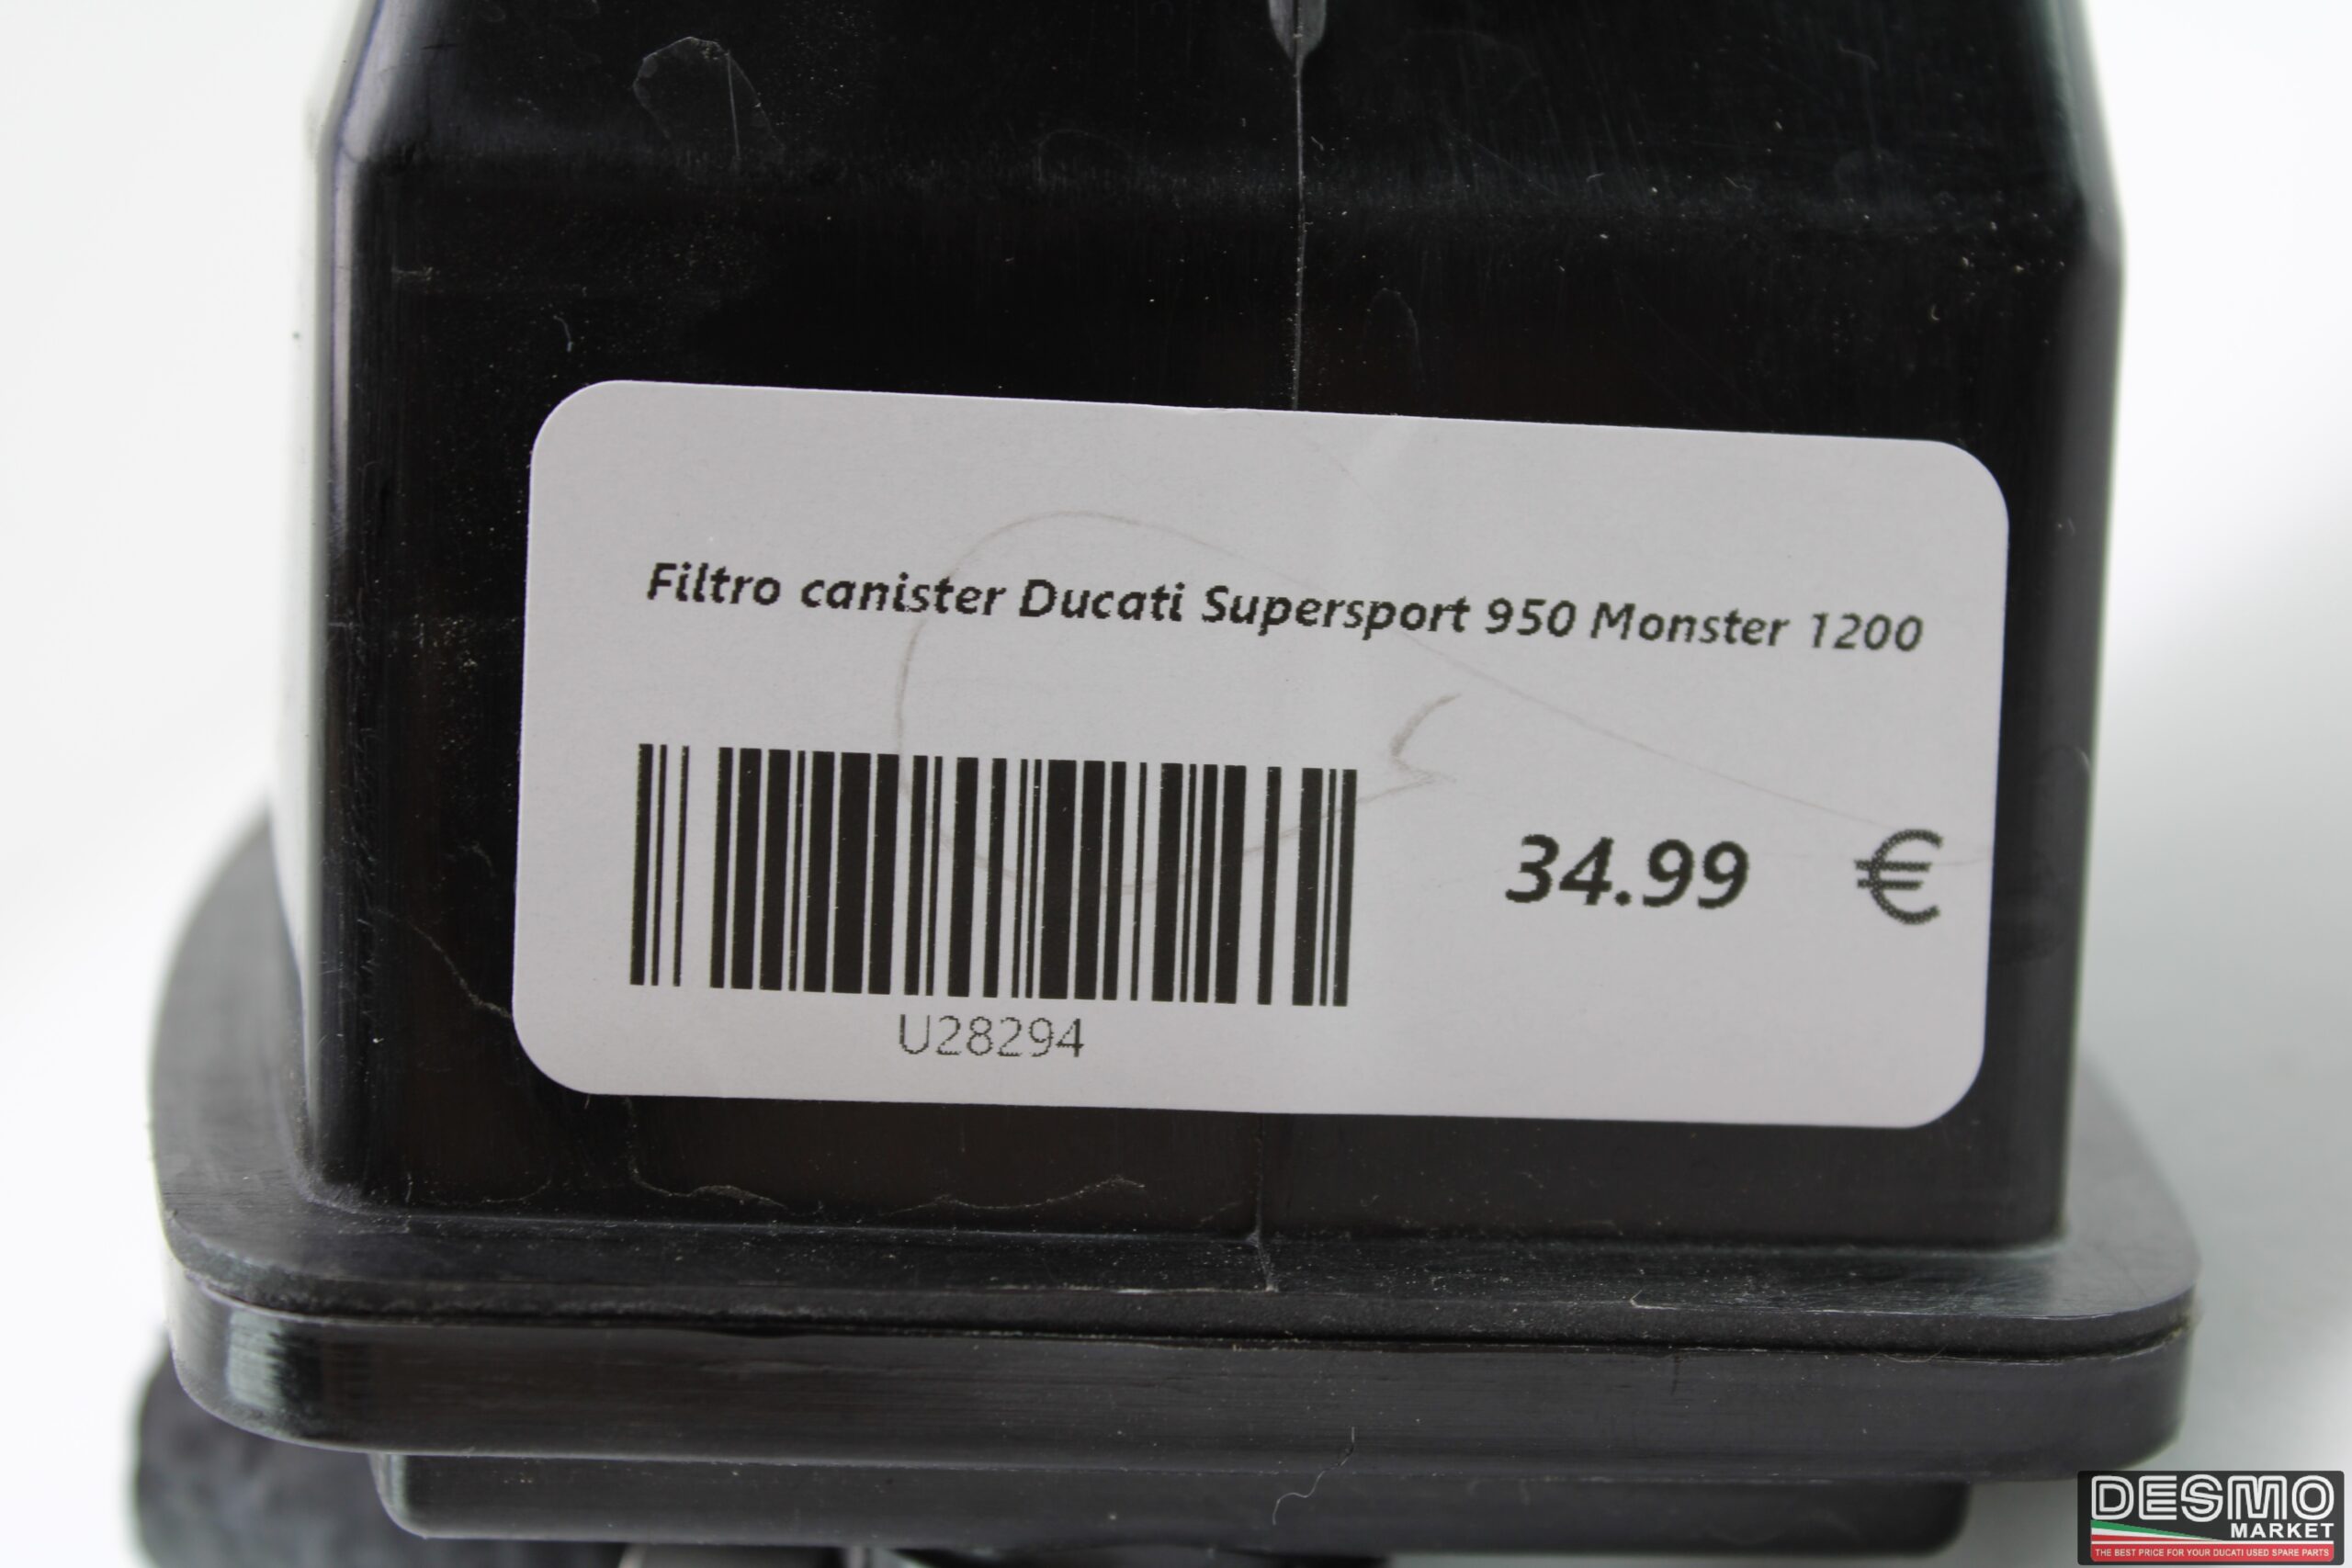 Filtro canister Ducati Supersport 950 Monster 1200
34.99 €
U28294
DESMO
MARKET
THE BEST PRICE FOR YOUR DUCATI USED SPARE PARTS